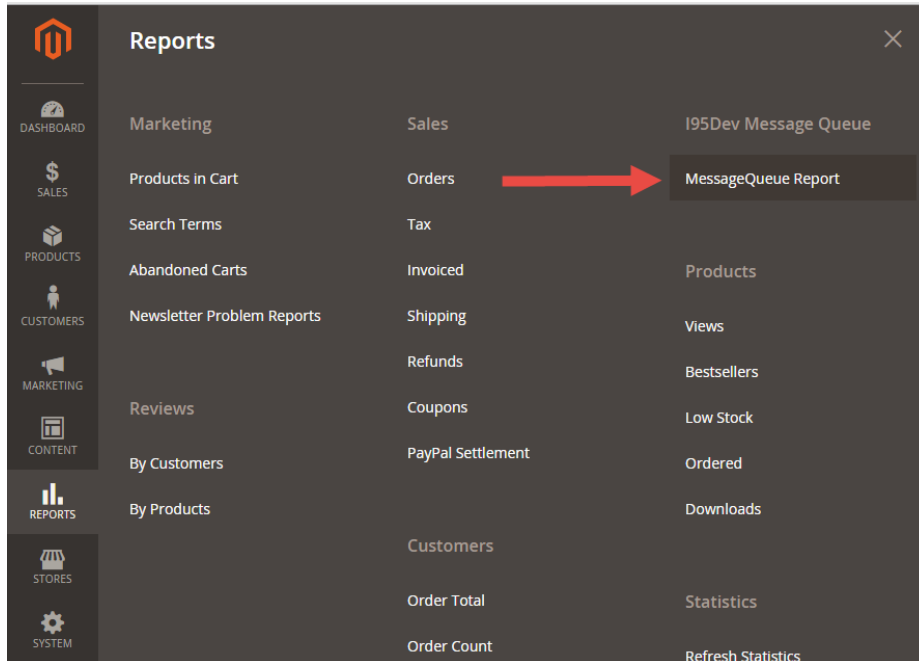 Reports
DASHBOARD
SALES
PRODUCTS
CUSTOMERS
MARKETING
CONTENT
REPORTS
STORES
SYSTEM
Marketing
Products in Cart
Search Terms
Abandoned Carts
Newsletter Problem Reports
Reviews
By Customers
By Products
Sales
Orders
Tax
Invoiced
Shipping
Refunds
Coupons
PayPal Settlement
Customers
Order Total
Order Count
I95Dev Message Queue
MessageQueue Report
Products
Views
Bestsellers
Low Stock
Ordered
Downloads
Statistics
Refresh Statistics